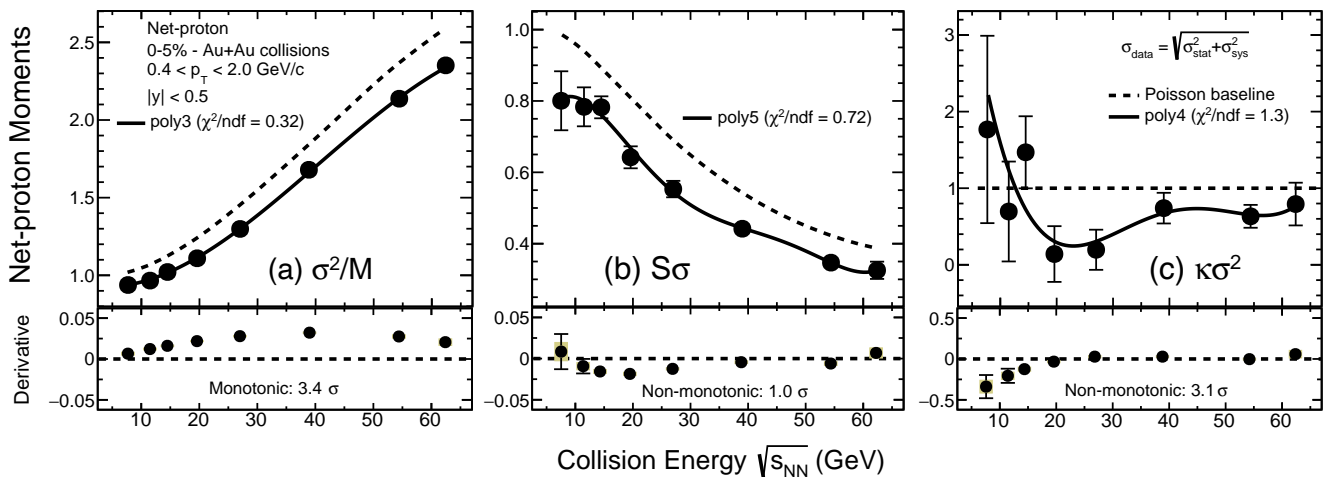 Net-proton Moments
2.5
2.0
1.5
1.0
Net-proton
0-5% - Au+Au collisions
0.4 < p_T < 2.0 GeV/c
|y| < 0.5
poly3 (χ²/ndf = 0.32)
(a) σ²/M
1.0
0.8
0.6
0.4
poly5 (χ²/ndf = 0.72)
(b) Sσ
3
2
1
0
σ_data = √σ²_stat+σ²_sys
Poisson baseline
poly4 (χ²/ndf = 1.3)
(c) κσ²
Derivative
0.05
0
−0.05
Monotonic: 3.4 σ
10 20 30 40 50 60
0.05
0
−0.05
Non-monotonic: 1.0 σ
10 20 30 40 50 60
0.5
0
−0.5
Non-monotonic: 3.1 σ
10 20 30 40 50 60
Collision Energy √s_NN (GeV)